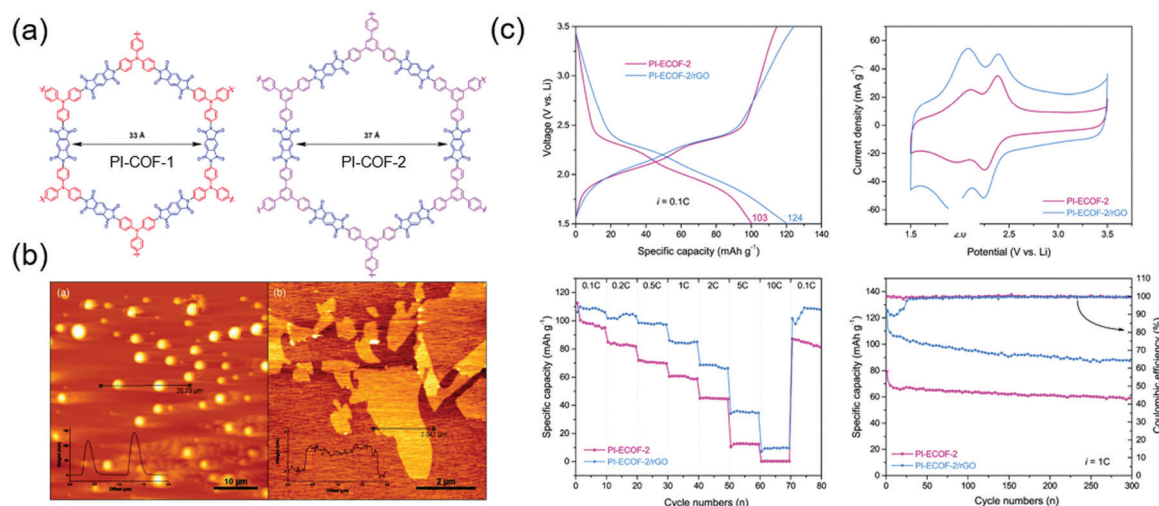 (a)
33 Å
PI-COF-1
37 Å
PI-COF-2
(b)
(a)
10 µm
(b)
2 µm
(c)
Voltage (V vs. Li)
3.5
3.0
2.5
2.0
1.5
PI-ECOF-2
PI-ECOF-2/rGO
i = 0.1C
103
124
0 20 40 60 80 100 120 140
Specific capacity (mAh g⁻¹)
Current density (mA g⁻¹)
60
40
20
0
-20
-40
-60
PI-ECOF-2
PI-ECOF-2/rGO
1.5 2.0 2.5 3.0 3.5
Potential (V vs. Li)
Specific capacity (mAh g⁻¹)
120
100
80
60
40
20
0
0.1C 0.2C 0.5C 1C 2C 5C 10C 0.1C
PI-ECOF-2
PI-ECOF-2/rGO
0 10 20 30 40 50 60 70 80
Cycle numbers (n)
Specific capacity (mAh g⁻¹)
140
120
100
80
60
40
20
0
PI-ECOF-2
PI-ECOF-2/rGO
i = 1C
0 50 100 150 200 250 300
Cycle numbers (n)
110
100
90
80
70
60
50
40
30
20
10
0
Coulombic efficiency (%)